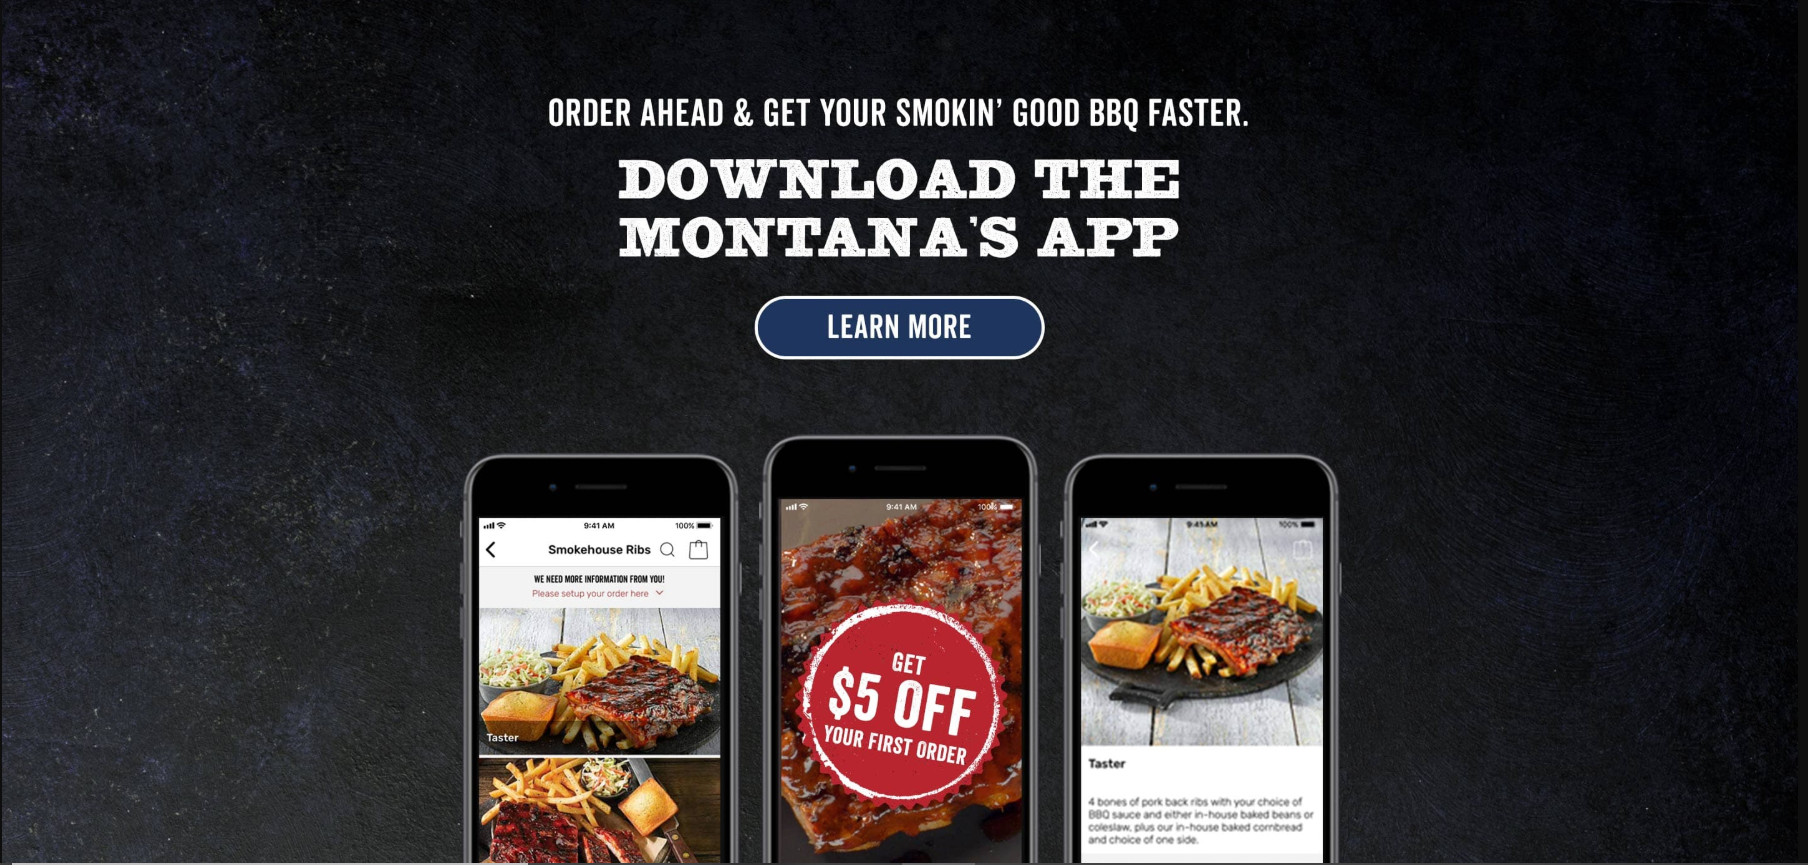 ORDER AHEAD & GET YOUR SMOKIN' GOOD BBQ FASTER.
DOWNLOAD THE
MONTANA'S APP
LEARN MORE
9:41 AM
100%
Smokehouse Ribs
WE NEED MORE INFORMATION FROM YOU!
Please setup your order here
Taster
9:41 AM
100%
GET
$5 OFF
YOUR FIRST ORDER
9:41 AM
100%
Taster
4 bones of pork back ribs with your choice of
BBQ sauce and either in-house baked beans or
coleslaw, plus our in-house baked cornbread
and choice of one side.